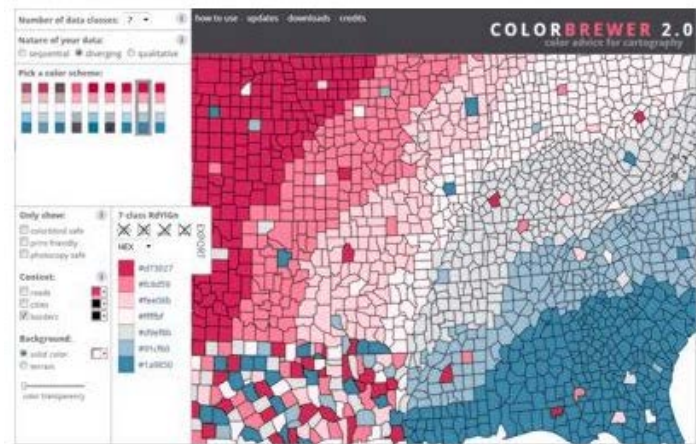 Number of data classes: 7
how to use updates downloads credits
COLORBREWER 2.0
color advice for cartography
Nature of your data:
sequential diverging qualitative
Pick a color scheme:
Only show:
colorblind safe
print friendly
photocopy safe
7-class RdYlGn
EXPORT
HEX
Context:
roads
cities
borders
#d73027
#fc8d59
#fee08b
#ffffbf
#d9ef8b
#91cf60
#1a9850
Background:
solid color
terrain
color transparency